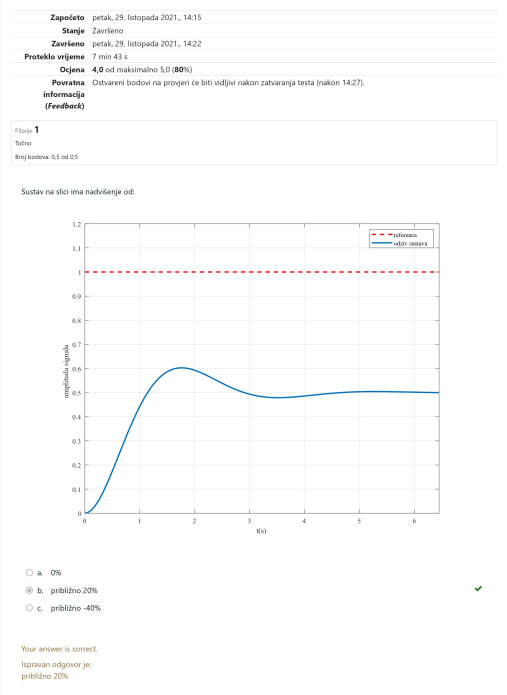 Započeto petak, 29. listopada 2021., 14:15
Stanje Završeno
Završeno petak, 29. listopada 2021., 14:22
Proteklo vrijeme 7 min 43 s
Ocjena 4,0 od maksimalno 5,0 (80%)
Povratna Ostvareni bodovi na provjeri će biti vidljivi nakon zatvaranja testa (nakon 14:27).
informacija
(Feedback)
Pitanje 1
Točno
Broj bodova: 0,5 od 0,5
Sustav na slici ima nadvišenje od:
1.2
1.1
1
0.9
0.8
0.7
0.6
0.5
0.4
0.3
0.2
0.1
0
amplituda signala
referenca
odziv sustava
0 1 2 3 4 5 6
t(s)
a. 0%
b. približno 20%
c. približno -40%
Your answer is correct.
Ispravan odgovor je:
približno 20%